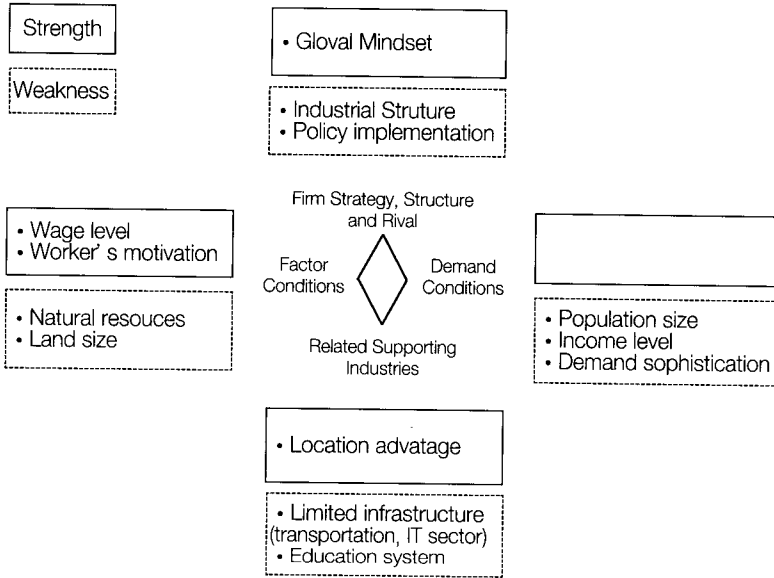 Strength
• Gloval Mindset
Weakness
• Industrial Struture
• Policy implementation
Firm Strategy, Structure
and Rival
• Wage level
• Worker's motivation
Factor
Conditions
Demand
Conditions
• Natural resouces
• Land size
• Population size
• Income level
• Demand sophistication
Related Supporting
Industries
• Location advatage
• Limited infrastructure
(transportation, IT sector)
• Education system